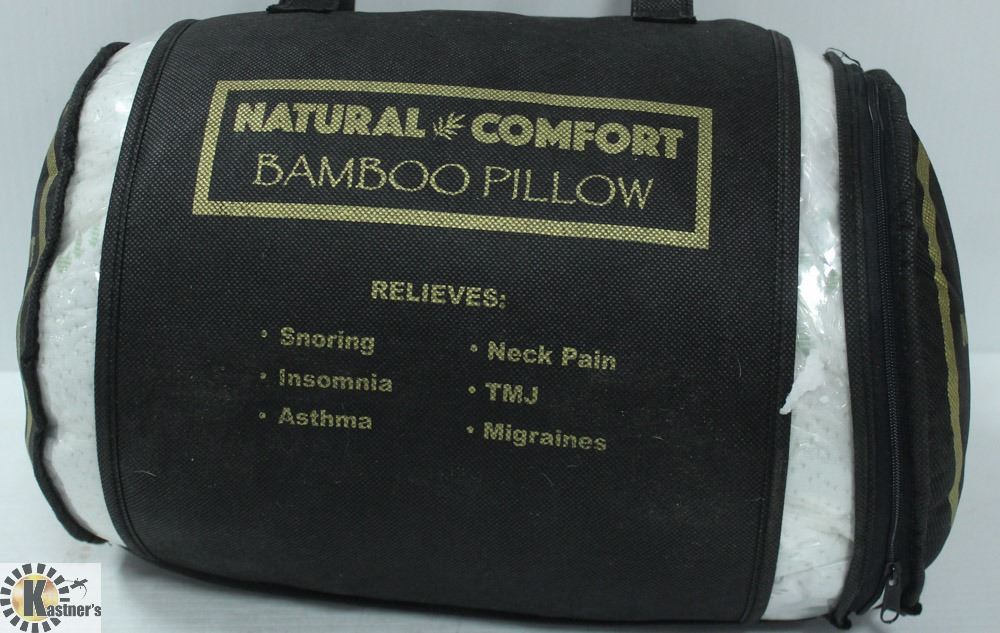 NATURAL COMFORT
BAMBOO PILLOW
RELIEVES:
• Snoring
• Insomnia
• Asthma
• Neck Pain
• TMJ
• Migraines
Kastner's